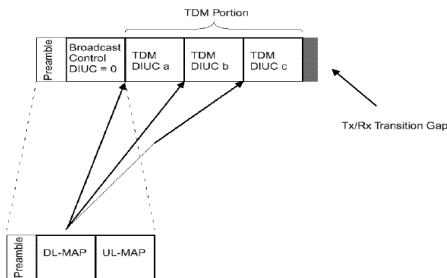 TDM Portion
Preamble
Broadcast
Control
DIUC = 0
TDM
DIUC a
TDM
DIUC b
TDM
DIUC c
Tx/Rx Transition Gap
Preamble
DL-MAP
UL-MAP